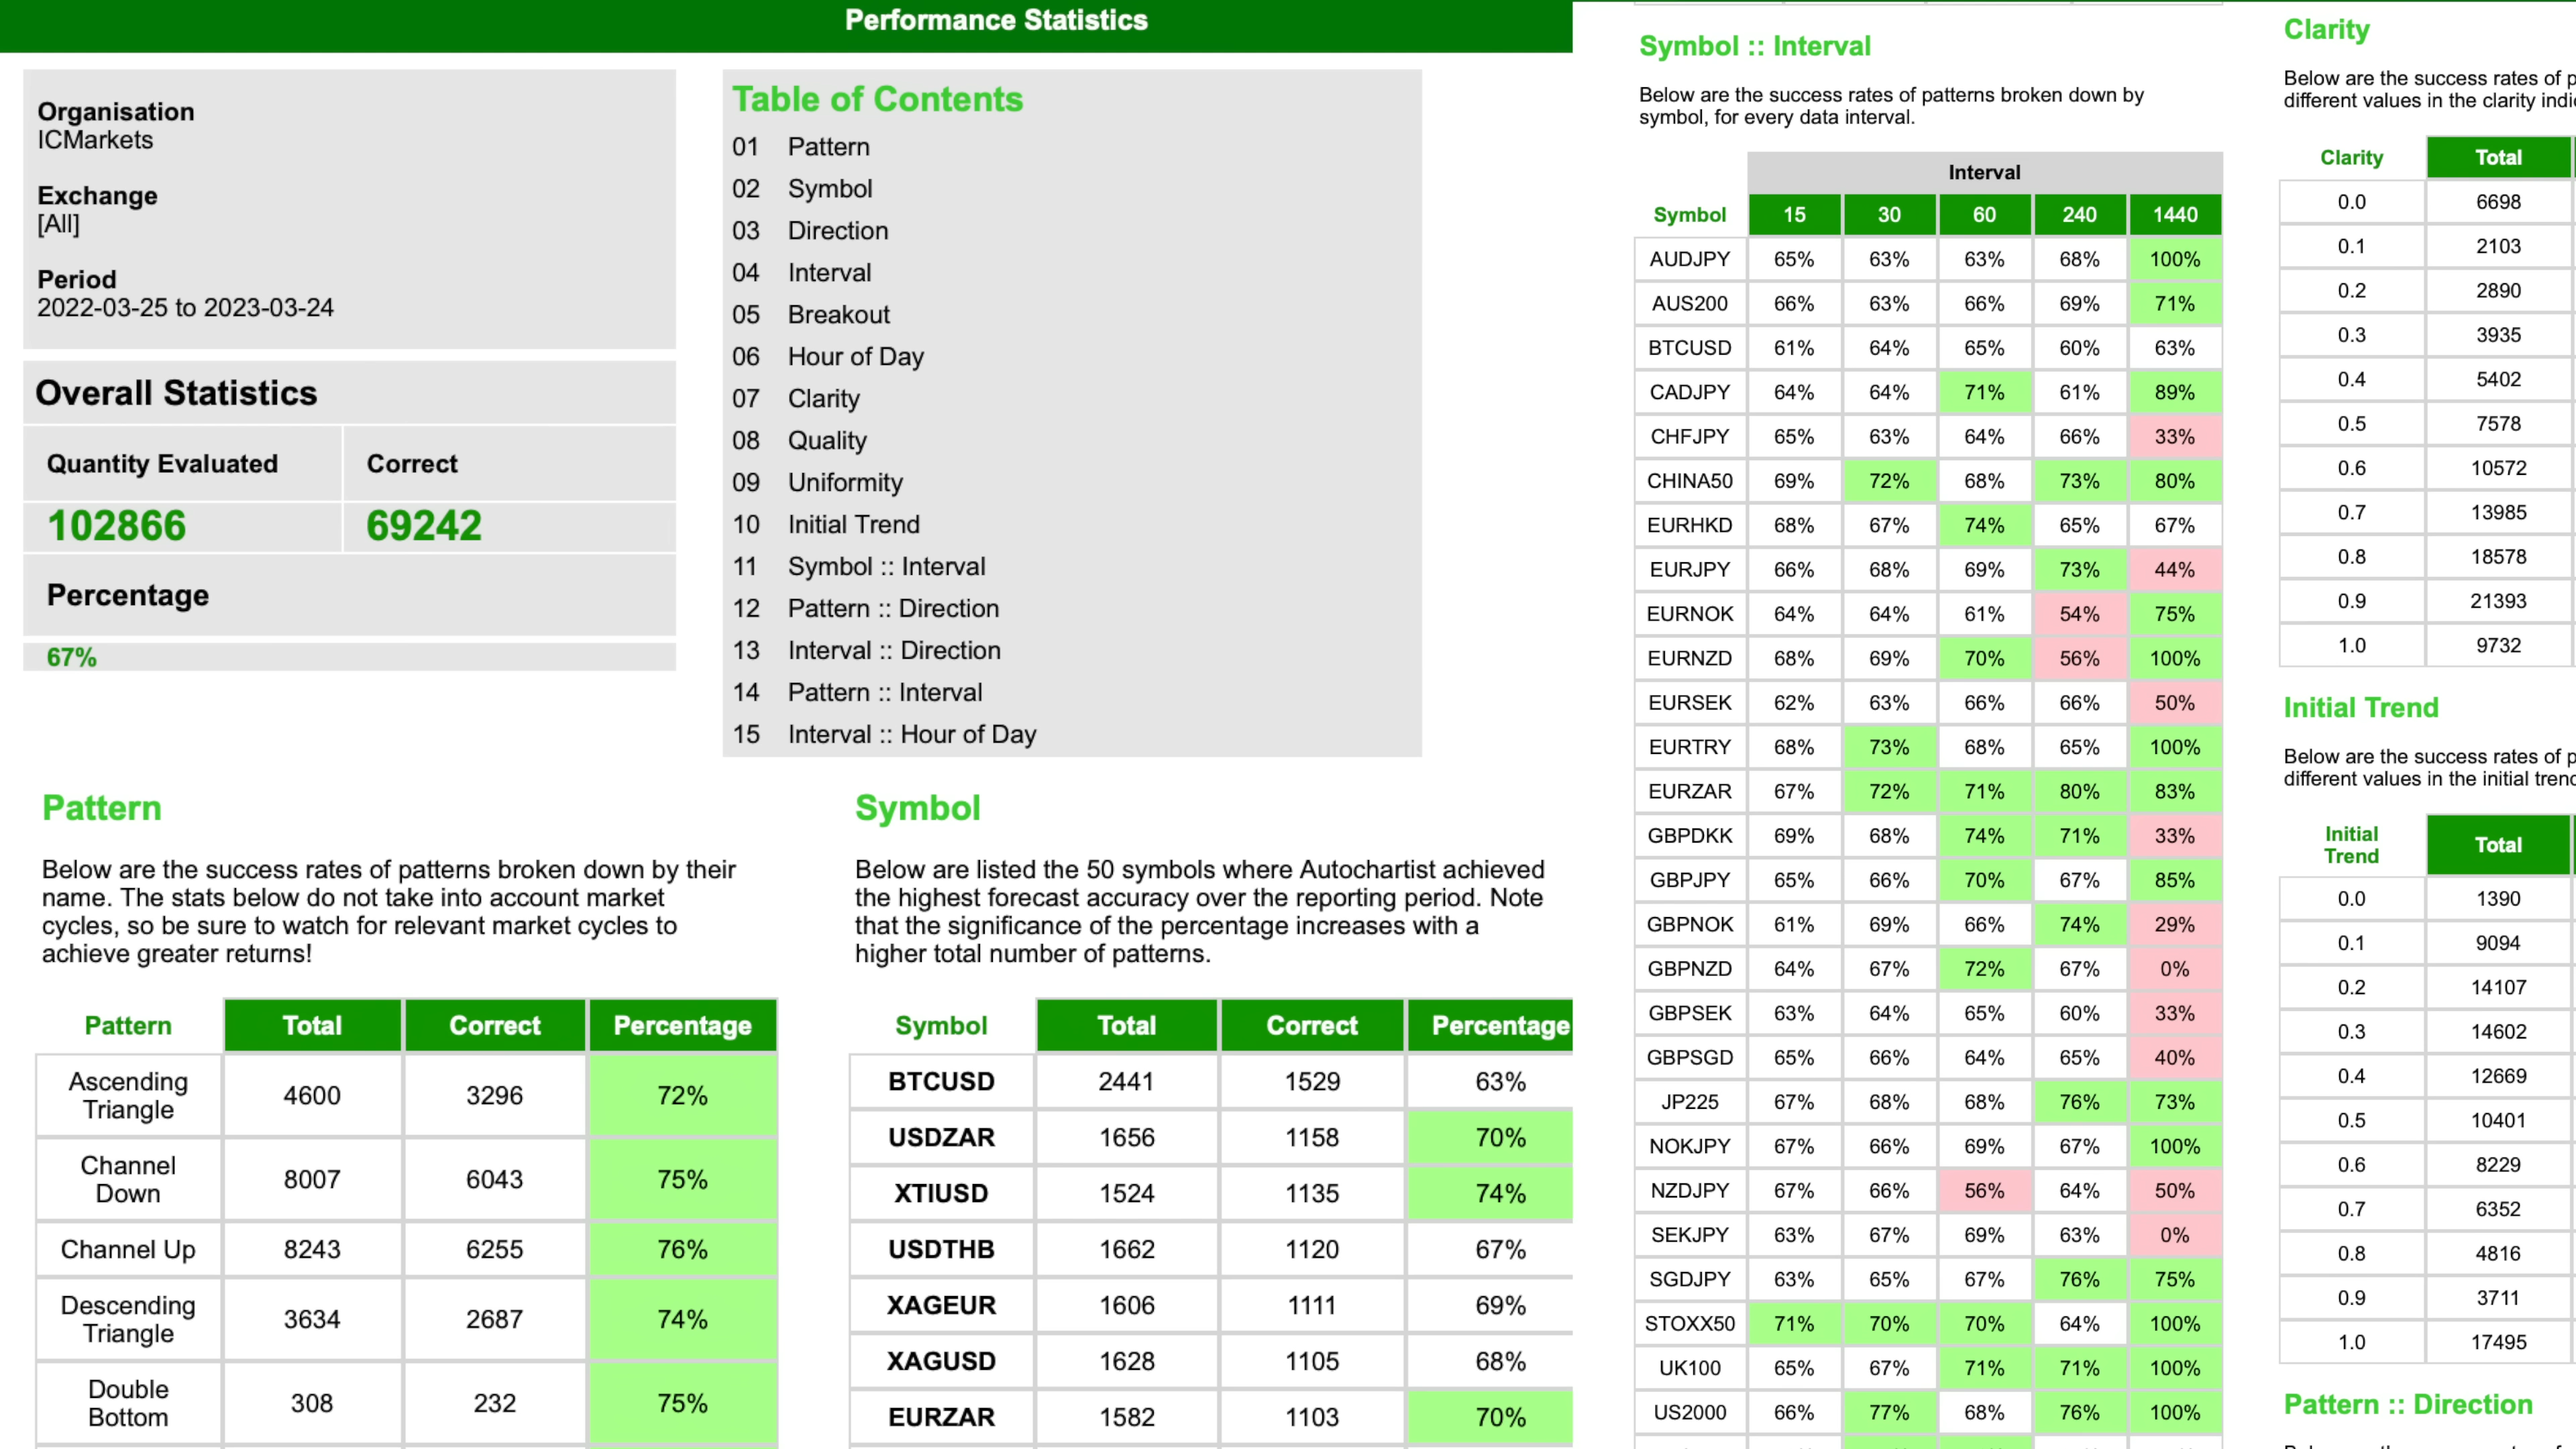 Performance Statistics
Organisation
ICMarkets
Exchange
[All]
Period
2022-03-25 to 2023-03-24
Overall Statistics
Quantity Evaluated Correct
102866 69242
Percentage
67%
Table of Contents
01 Pattern
02 Symbol
03 Direction
04 Interval
05 Breakout
06 Hour of Day
07 Clarity
08 Quality
09 Uniformity
10 Initial Trend
11 Symbol :: Interval
12 Pattern :: Direction
13 Interval :: Direction
14 Pattern :: Interval
15 Interval :: Hour of Day
Pattern
Below are the success rates of patterns broken down by their
name. The stats below do not take into account market
cycles, so be sure to watch for relevant market cycles to
achieve greater returns!
Pattern Total Correct Percentage
Ascending
Triangle 4600 3296 72%
Channel
Down 8007 6043 75%
Channel Up 8243 6255 76%
Descending
Triangle 3634 2687 74%
Double
Bottom 308 232 75%
Symbol
Below are listed the 50 symbols where Autochartist achieved
the highest forecast accuracy over the reporting period. Note
that the significance of the percentage increases with a
higher total number of patterns.
Symbol Total Correct Percentage
BTCUSD 2441 1529 63%
USDZAR 1656 1158 70%
XTIUSD 1524 1135 74%
USDTHB 1662 1120 67%
XAGEUR 1606 1111 69%
XAGUSD 1628 1105 68%
EURZAR 1582 1103 70%
Symbol :: Interval
Below are the success rates of patterns broken down by
symbol, for every data interval.
Interval
Symbol 15 30 60 240 1440
AUDJPY 65% 63% 63% 68% 100%
AUS200 66% 63% 66% 69% 71%
BTCUSD 61% 64% 65% 60% 63%
CADJPY 64% 64% 71% 61% 89%
CHFJPY 65% 63% 64% 66% 33%
CHINA50 69% 72% 68% 73% 80%
EURHKD 68% 67% 74% 65% 67%
EURJPY 66% 68% 69% 73% 44%
EURNOK 64% 64% 61% 54% 75%
EURNZD 68% 69% 70% 56% 100%
EURSEK 62% 63% 66% 66% 50%
EURTRY 68% 73% 68% 65% 100%
EURZAR 67% 72% 71% 80% 83%
GBPDKK 69% 68% 74% 71% 33%
GBPJPY 65% 66% 70% 67% 85%
GBPNOK 61% 69% 66% 74% 29%
GBPNZD 64% 67% 72% 67% 0%
GBPSEK 63% 64% 65% 60% 33%
GBPSGD 65% 66% 64% 65% 40%
JP225 67% 68% 68% 76% 73%
NOKJPY 67% 66% 69% 67% 100%
NZDJPY 67% 66% 56% 64% 50%
SEKJPY 63% 67% 69% 63% 0%
SGDJPY 63% 65% 67% 76% 75%
STOXX50 71% 70% 70% 64% 100%
UK100 65% 67% 71% 71% 100%
US2000 66% 77% 68% 76% 100%
Clarity
Below are the success rates of p
different values in the clarity indi
Clarity Total
0.0 6698
0.1 2103
0.2 2890
0.3 3935
0.4 5402
0.5 7578
0.6 10572
0.7 13985
0.8 18578
0.9 21393
1.0 9732
Initial Trend
Below are the success rates of p
different values in the initial tren
Initial
Trend Total
0.0 1390
0.1 9094
0.2 14107
0.3 14602
0.4 12669
0.5 10401
0.6 8229
0.7 6352
0.8 4816
0.9 3711
1.0 17495
Pattern :: Direction